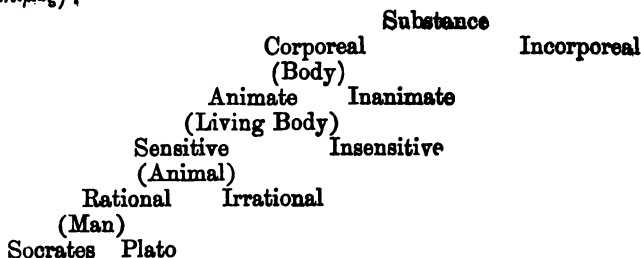 Substance
Corporeal Incorporeal
(Body)
Animate Inanimate
(Living Body)
Sensitive Insensitive
(Animal)
Rational Irrational
(Man)
Socrates Plato